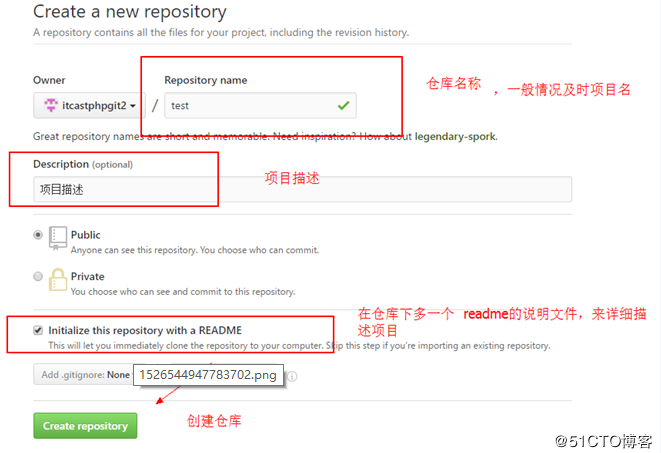 Create a new repository
A repository contains all the files for your project, including the revision history.
Owner
Repository name
itcastphpgit2
/
test
仓库名称 ，一般情况及时项目名
Great repository names are short and memorable. Need inspiration? How about legendary-spork.
Description (optional)
项目描述
项目描述
Public
Anyone can see this repository. You choose who can commit.
Private
You choose who can see and commit to this repository.
Initialize this repository with a README
This will let you immediately clone the repository to your computer. Skip this step if you're importing an existing repository.
在仓库下多一个 readme的说明文件，来详细描
述项目
Add .gitignore: None
1526544947783702.png
Create repository
创建仓库
@51CTO博客